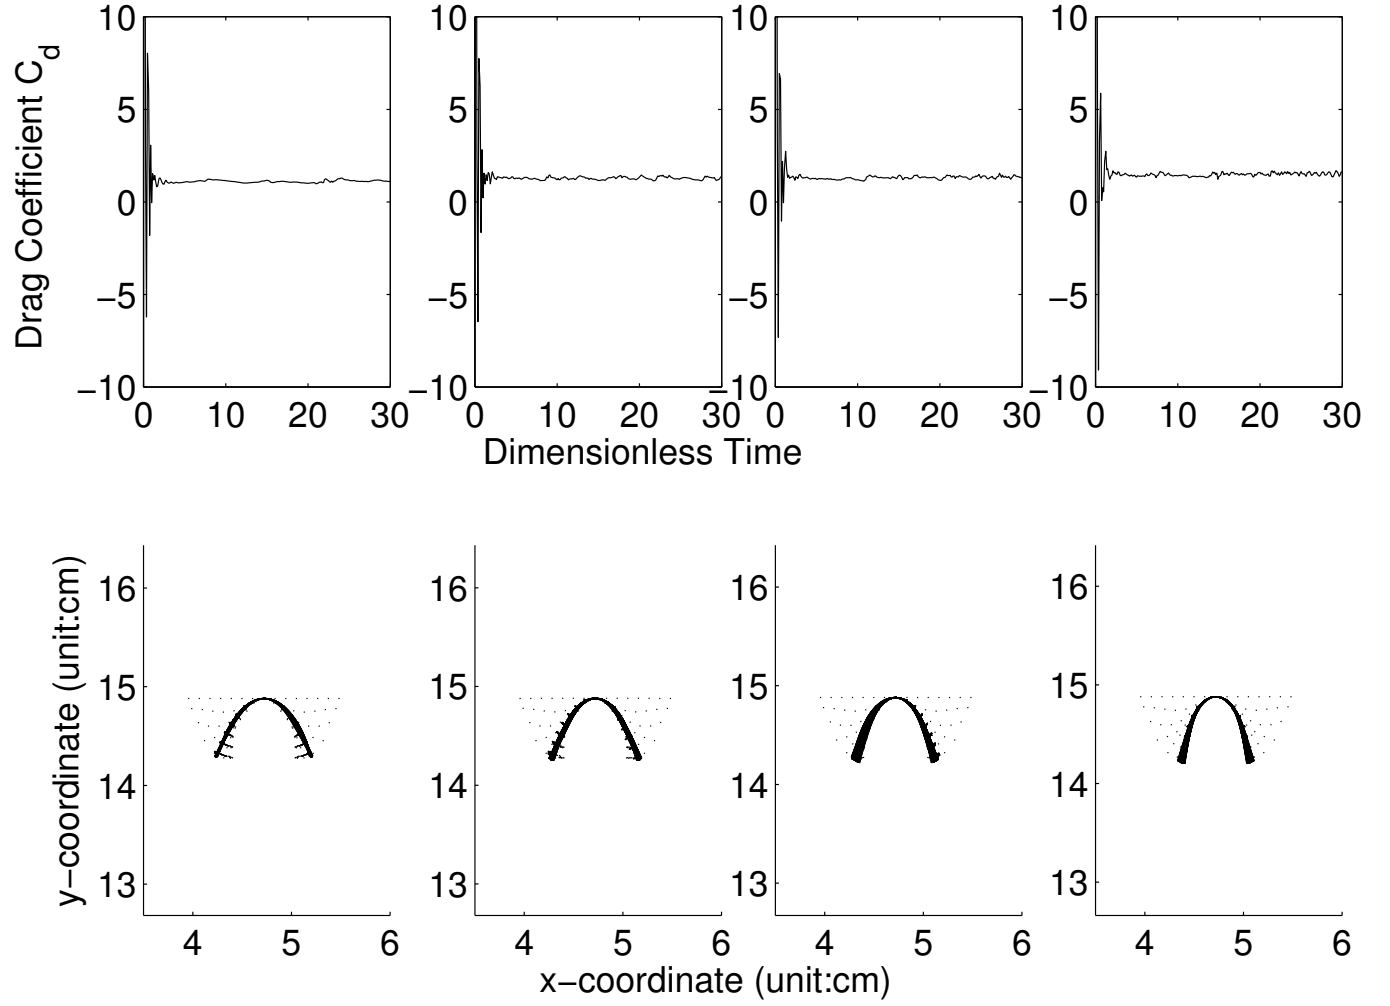 Drag Coefficient C_d
10 10 10 10
5 5 5 5
0 0 0 0
−5 −5 −5 −5
−10 −10 −10 −10
0 10 20 30 0 10 20 30 0 10 20 30 0 10 20 30
Dimensionless Time
y−coordinate (unit:cm)
16 16 16 16
15 15 15 15
14 14 14 14
13 13 13 13
4 5 6 4 5 6 4 5 6 4 5 6
x−coordinate (unit:cm)